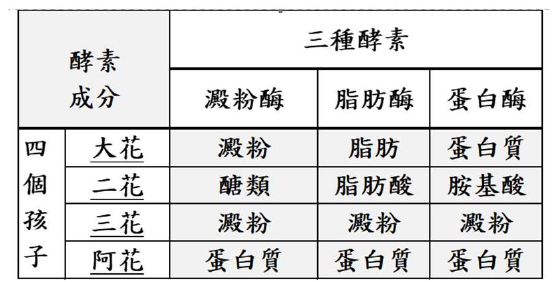 酵素
成分
三種酵素
澱粉酶 脂肪酶 蛋白酶
四個孩子
大花 澱粉 脂肪 蛋白質
二花 醣類 脂肪酸 胺基酸
三花 澱粉 澱粉 澱粉
阿花 蛋白質 蛋白質 蛋白質